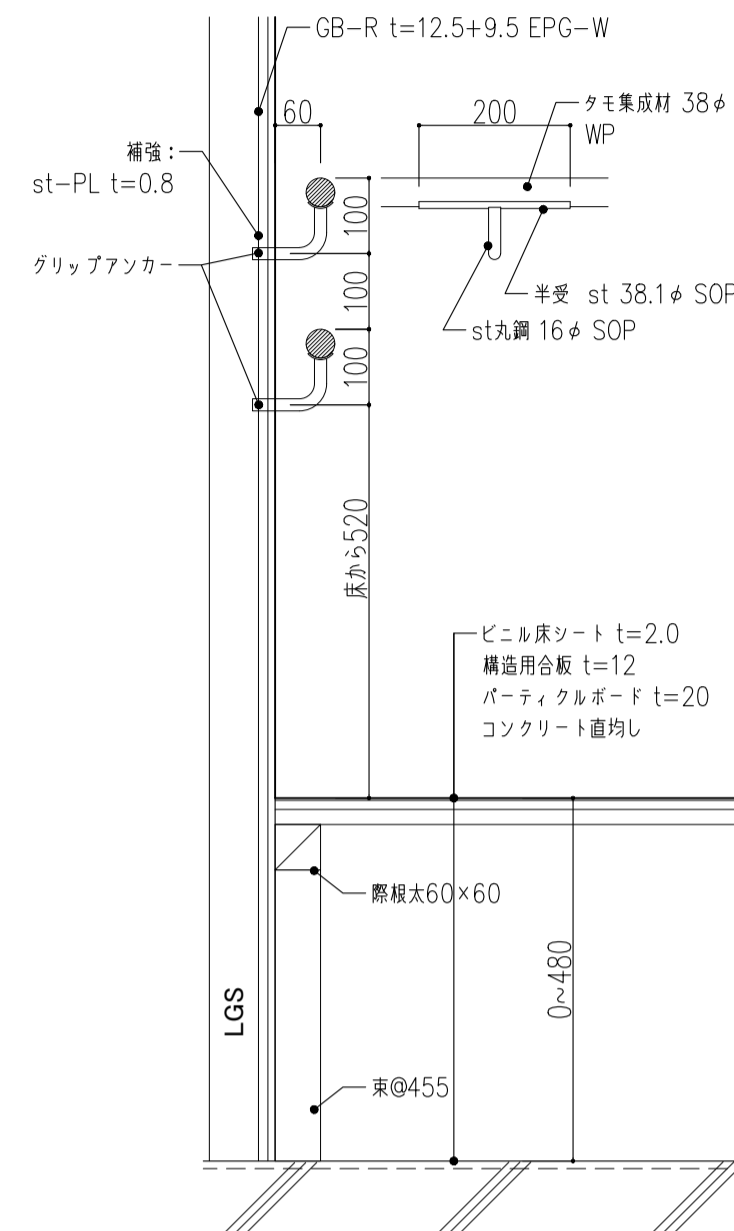 GB-R t=12.5+9.5 EPG-W
60
200
タモ集成材 38φ
WP
補強：
st-PL t=0.8
グリップアンカー
100
100
100
半受 st 38.1φ SOP
st丸鋼 16φ SOP
床から520
ビニル床シート t=2.0
構造用合板 t=12
パーティクルボード t=20
コンクリート直均し
際根太60×60
0~480
LGS
束@455